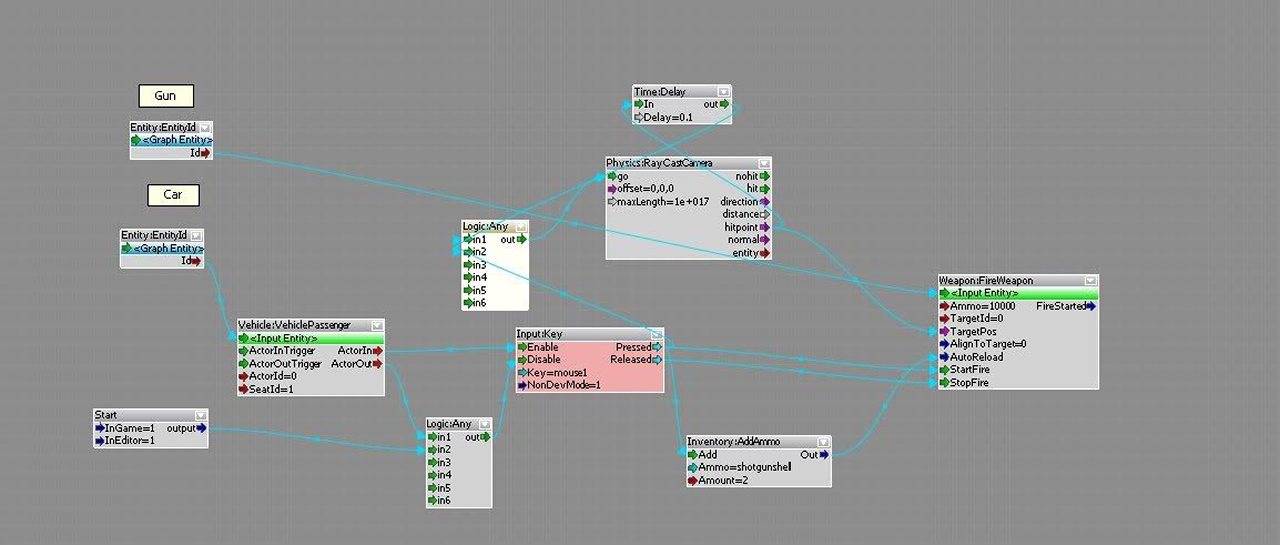 Gun
Entity:EntityId
<Graph Entity>
Id
Car
Entity:EntityId
<Graph Entity>
Id
Vehicle:VehiclePassenger
<Input Entity>
ActorInTrigger ActorIn
ActorOutTrigger ActorOut
ActorId=0
SeatId=1
Start
InGame=1 output
InEditor=1
Logic:Any
in1 out
in2
in3
in4
in5
in6
Logic:Any
in1 out
in2
in3
in4
in5
in6
Input:Key
Enable Pressed
Disable Released
Key=mouse1
NonDevMode=1
Time:Delay
In out
Delay=0.1
Physics:RayCastCamera
go nohit
offset=0,0,0 hit
maxLength=1e+017 direction
distance
hitpoint
normal
entity
Inventory:AddAmmo
Add Out
Ammo=shotgunshell
Amount=2
Weapon:FireWeapon
<Input Entity>
Ammo=10000 FireStarted
TargetId=0
TargetPos
AlignToTarget=0
AutoReload
StartFire
StopFire